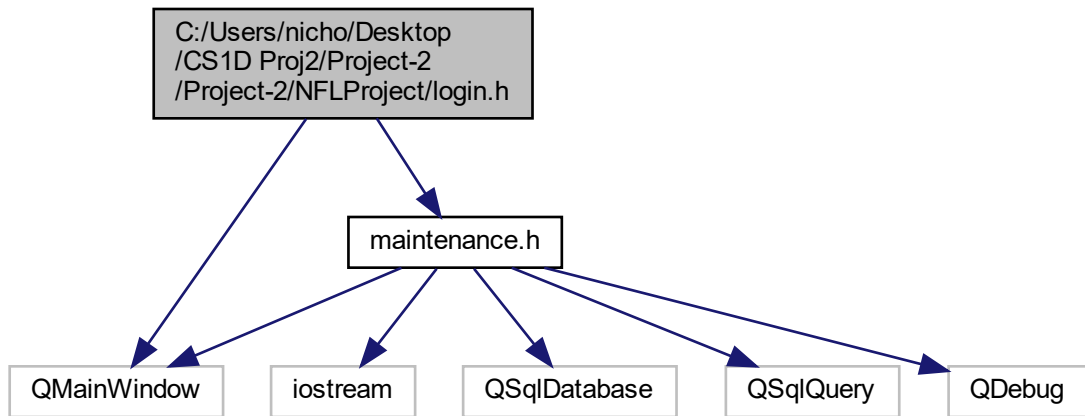 C:/Users/nicho/Desktop
/CS1D Proj2/Project-2
/Project-2/NFLProject/login.h
maintenance.h
QMainWindow
iostream
QSqlDatabase
QSqlQuery
QDebug